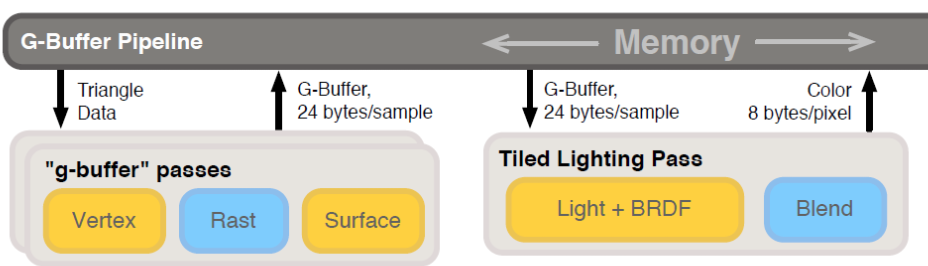 G-Buffer Pipeline
Memory
Triangle
Data
G-Buffer,
24 bytes/sample
G-Buffer,
24 bytes/sample
Color
8 bytes/pixel
"g-buffer" passes
Vertex
Rast
Surface
Tiled Lighting Pass
Light + BRDF
Blend